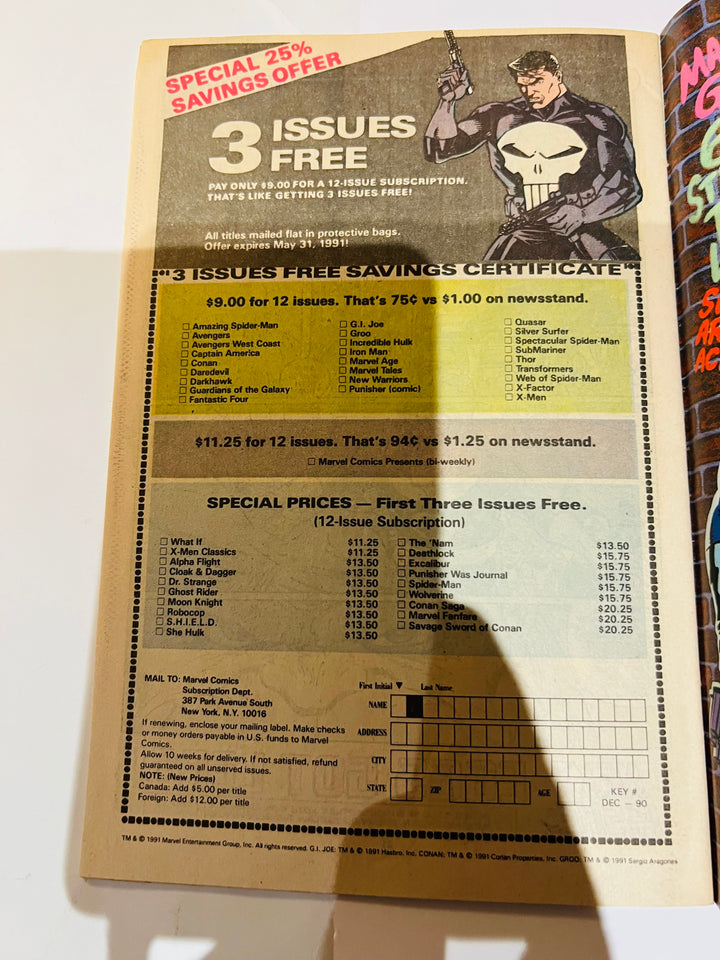 SPECIAL 25%
SAVINGS OFFER
3 ISSUES
FREE
PAY ONLY $9.00 FOR A 12-ISSUE SUBSCRIPTION.
THAT'S LIKE GETTING 3 ISSUES FREE!
All titles mailed flat in protective bags.
Offer expires May 31, 1991!
"3 ISSUES FREE SAVINGS CERTIFICATE"
$9.00 for 12 issues. That's 75¢ vs $1.00 on newsstand.
Amazing Spider-Man
Avengers
Avengers West Coast
Captain America
Conan
Daredevil
Darkhawk
Guardians of the Galaxy
Fantastic Four
G.I. Joe
Groo
Incredible Hulk
Iron Man
Marvel Age
Marvel Tales
New Warriors
Punisher (comic)
Quasar
Silver Surfer
Spectacular Spider-Man
SubMariner
Thor
Transformers
Web of Spider-Man
X-Factor
X-Men
$11.25 for 12 issues. That's 94¢ vs $1.25 on newsstand.
Marvel Comics Presents (bi-weekly)
SPECIAL PRICES — First Three Issues Free.
(12-Issue Subscription)
What If $11.25
X-Men Classics $11.25
Alpha Flight $13.50
Cloak & Dagger $13.50
Dr. Strange $13.50
Ghost Rider $13.50
Moon Knight $13.50
Robocop $13.50
S.H.I.E.L.D. $13.50
She Hulk $13.50
The 'Nam $13.50
Deathlock $15.75
Excalibur $15.75
Punisher War Journal $15.75
Spider-Man $15.75
Wolverine $15.75
Conan Saga $20.25
Marvel Fanfare $20.25
Savage Sword of Conan $20.25
MAIL TO: Marvel Comics
Subscription Dept.
387 Park Avenue South
New York, N.Y. 10016
If renewing, enclose your mailing label. Make checks
or money orders payable in U.S. funds to Marvel
Comics.
Allow 10 weeks for delivery. If not satisfied, refund
guaranteed on all unserved issues.
NOTE: (New Prices)
Canada: Add $5.00 per title
Foreign: Add $12.00 per title
First Initial ▼ Last Name
NAME
ADDRESS
CITY
STATE ZIP AGE
KEY #
DEC – 90
TM & © 1991 Marvel Entertainment Group, Inc. All rights reserved. G.I. JOE: TM & © 1991 Hasbro, Inc. CONAN: TM & © 1991 Conan Properties, Inc. GROO: TM & © 1991 Sergio Aragones